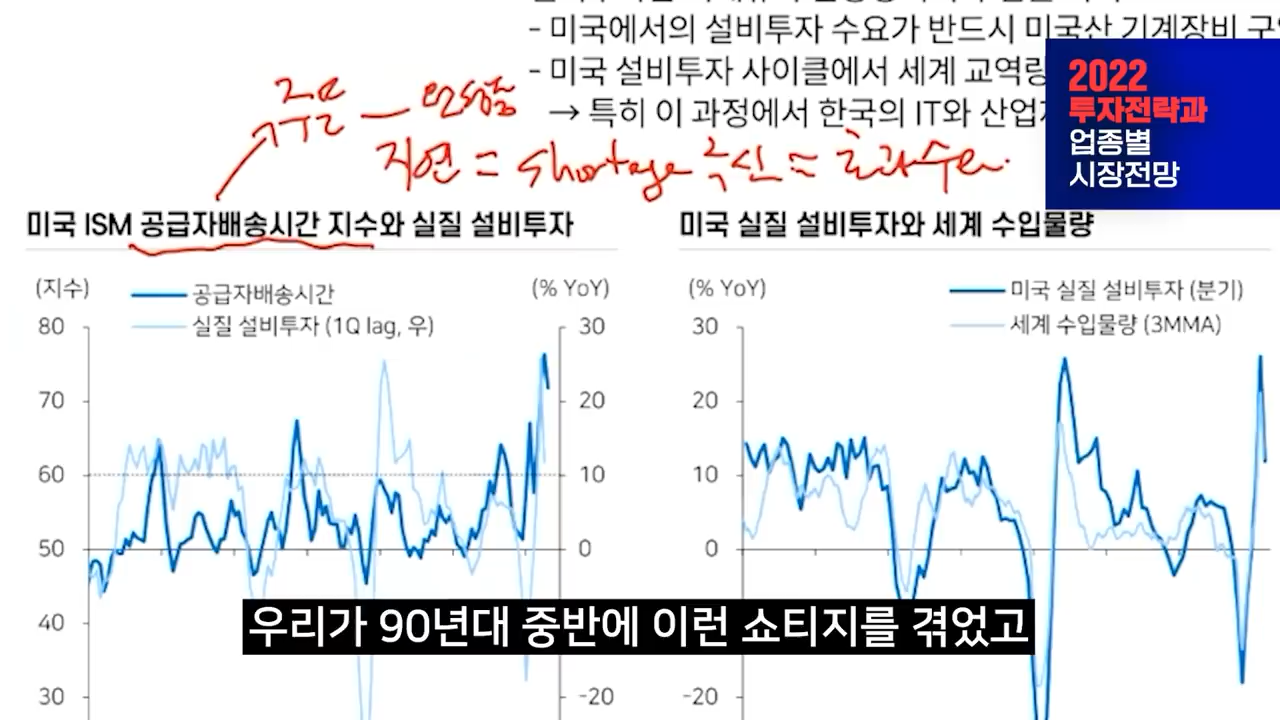 - 미국에서의 설비투자 수요가 반드시 미국산 기계장비
- 미국 설비투자 사이클에서 세계 교역량
→ 특히 이 과정에서 한국의 IT와
2022
투자전략과
업종별
시장전망
주문
지연 = shortage 극심 = 초과수요.
미국 ISM 공급자배송시간 지수와 실질 설비투자
(지수)
(% YoY)
공급자배송시간
실질 설비투자 (1Q lag, 우)
80
70
60
50
40
30
30
20
10
0
-20
미국 실질 설비투자와 세계 수입물량
(% YoY)
미국 실질 설비투자 (분기)
세계 수입물량 (3MMA)
30
20
10
0
-20
우리가 90년대 중반에 이런 쇼티지를 겪었고